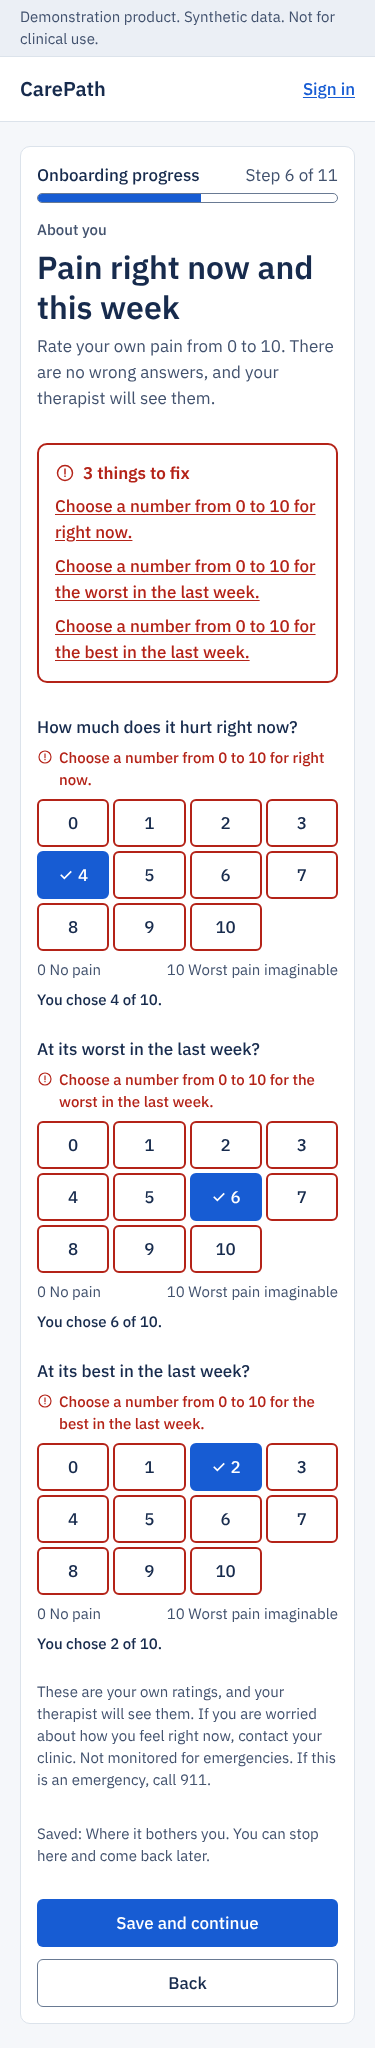 Demonstration product. Synthetic data. Not for
clinical use.
CarePath
Sign in
Onboarding progress
Step 6 of 11
About you
Pain right now and
this week
Rate your own pain from 0 to 10. There
are no wrong answers, and your
therapist will see them.
3 things to fix
Choose a number from 0 to 10 for
right now.
Choose a number from 0 to 10 for
the worst in the last week.
Choose a number from 0 to 10 for
the best in the last week.
How much does it hurt right now?
Choose a number from 0 to 10 for right
now.
0 1 2 3
4 5 6 7
8 9 10
0 No pain
10 Worst pain imaginable
You chose 4 of 10.
At its worst in the last week?
Choose a number from 0 to 10 for the
worst in the last week.
0 1 2 3
4 5 6 7
8 9 10
0 No pain
10 Worst pain imaginable
You chose 6 of 10.
At its best in the last week?
Choose a number from 0 to 10 for the
best in the last week.
0 1 2 3
4 5 6 7
8 9 10
0 No pain
10 Worst pain imaginable
You chose 2 of 10.
These are your own ratings, and your
therapist will see them. If you are worried
about how you feel right now, contact your
clinic. Not monitored for emergencies. If this
is an emergency, call 911.
Saved: Where it bothers you. You can stop
here and come back later.
Save and continue
Back